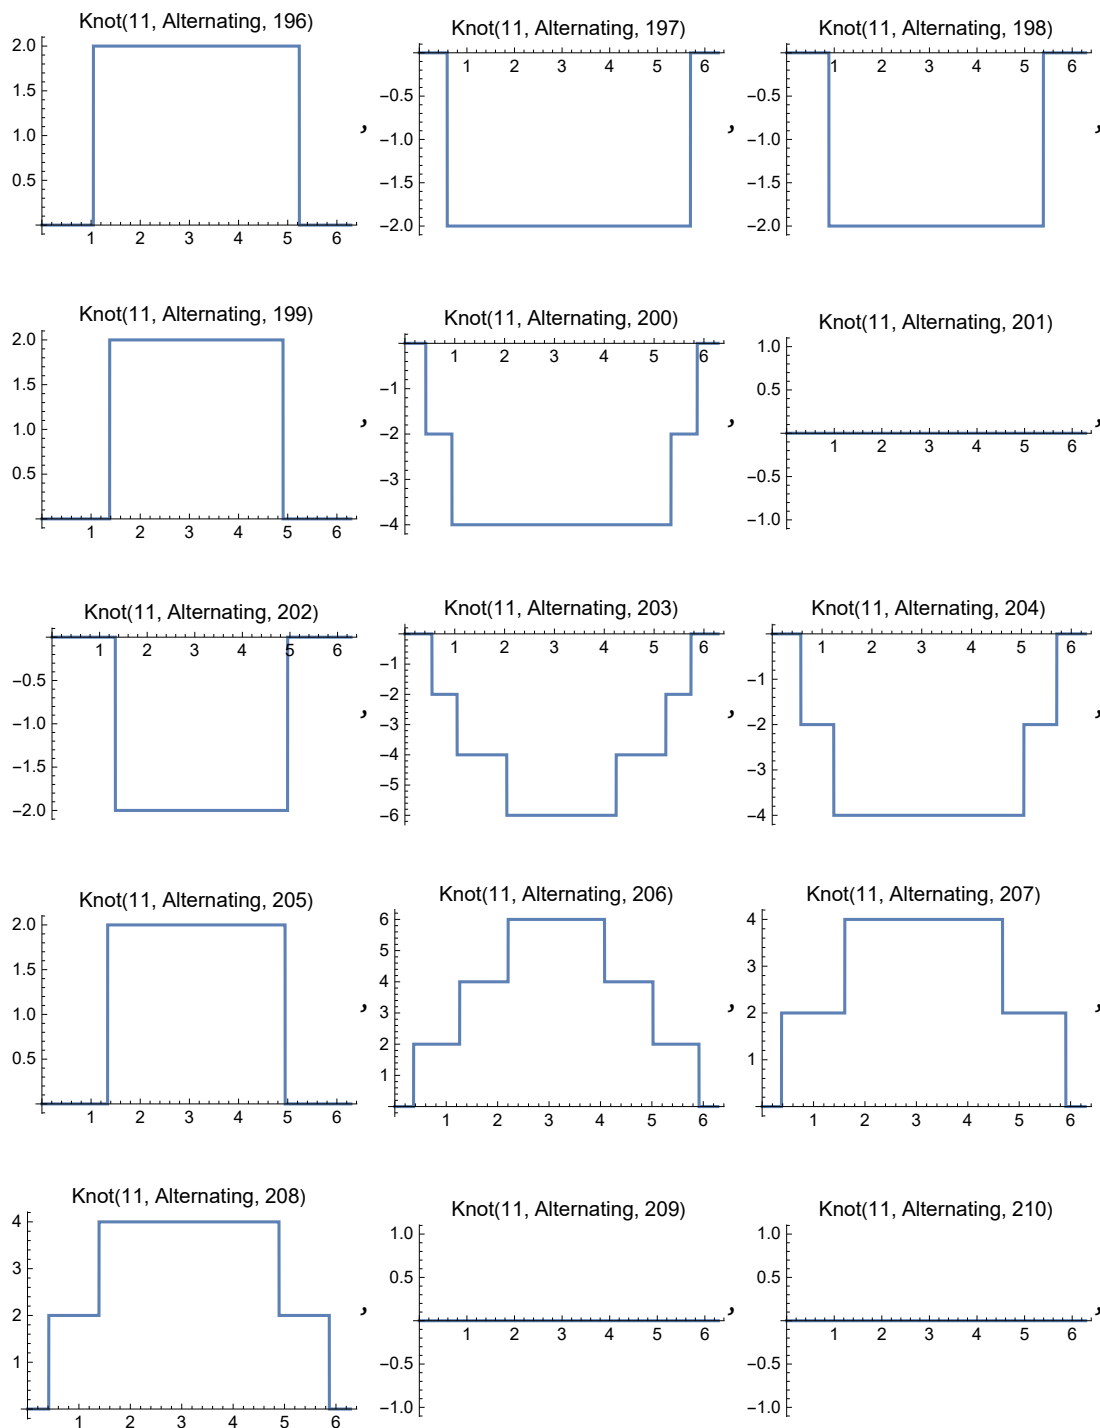 Knot(11, Alternating, 196)
2.0
1.5
1.0
0.5
1 2 3 4 5 6
,
Knot(11, Alternating, 197)
1 2 3 4 5 6
−0.5
−1.0
−1.5
−2.0
,
Knot(11, Alternating, 198)
1 2 3 4 5 6
−0.5
−1.0
−1.5
−2.0
,
Knot(11, Alternating, 199)
2.0
1.5
1.0
0.5
1 2 3 4 5 6
,
Knot(11, Alternating, 200)
1 2 3 4 5 6
−1
−2
−3
−4
,
Knot(11, Alternating, 201)
1.0
0.5
1 2 3 4 5 6
−0.5
−1.0
,
Knot(11, Alternating, 202)
1 2 3 4 5 6
−0.5
−1.0
−1.5
−2.0
,
Knot(11, Alternating, 203)
1 2 3 4 5 6
−1
−2
−3
−4
−5
−6
,
Knot(11, Alternating, 204)
1 2 3 4 5 6
−1
−2
−3
−4
,
Knot(11, Alternating, 205)
2.0
1.5
1.0
0.5
1 2 3 4 5 6
,
Knot(11, Alternating, 206)
6
5
4
3
2
1
1 2 3 4 5 6
,
Knot(11, Alternating, 207)
4
3
2
1
1 2 3 4 5 6
,
Knot(11, Alternating, 208)
4
3
2
1
1 2 3 4 5 6
,
Knot(11, Alternating, 209)
1.0
0.5
1 2 3 4 5 6
−0.5
−1.0
,
Knot(11, Alternating, 210)
1.0
0.5
1 2 3 4 5 6
−0.5
−1.0
,